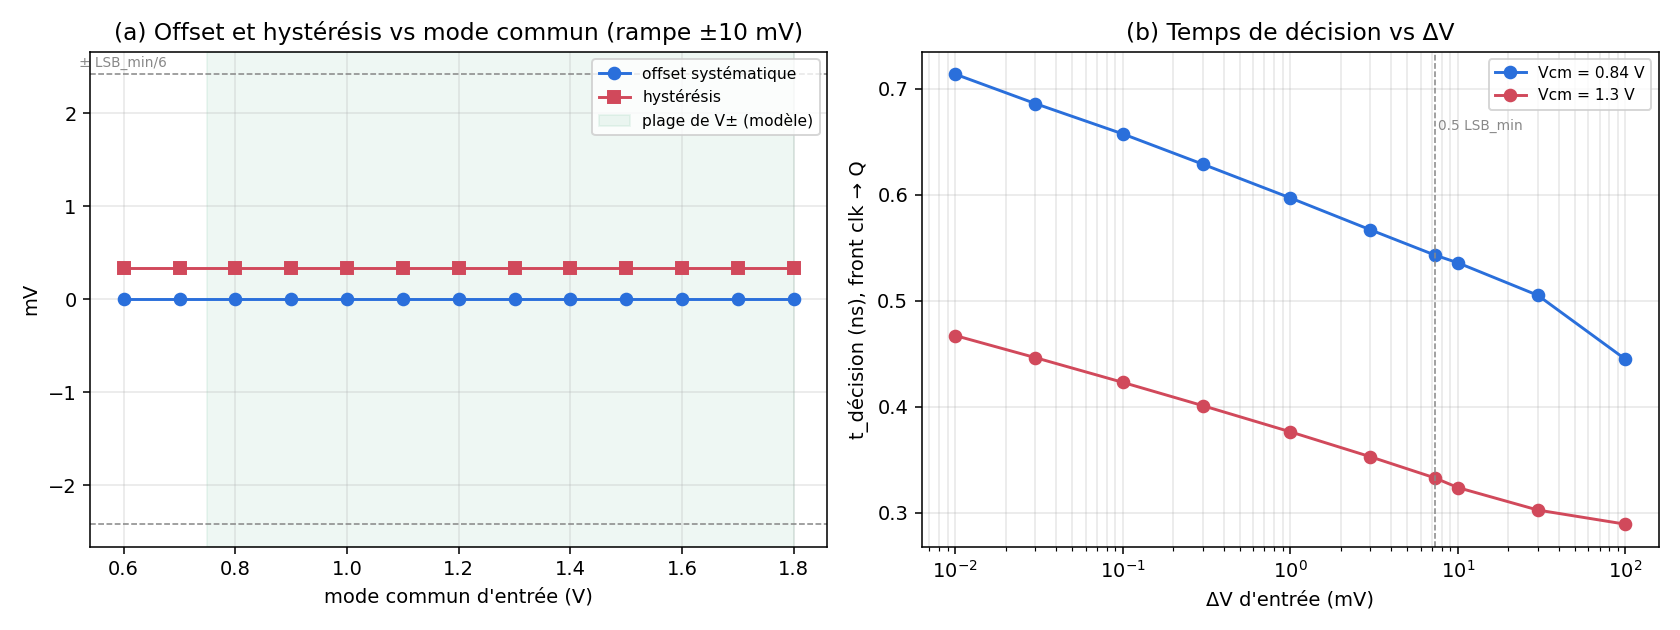 (a) Offset et hystérésis vs mode commun (rampe ±10 mV)
± LSB_min/6
offset systématique
hystérésis
plage de V± (modèle)
2
1
0
−1
−2
mV
0.6 0.8 1.0 1.2 1.4 1.6 1.8
mode commun d'entrée (V)
(b) Temps de décision vs ΔV
Vcm = 0.84 V
Vcm = 1.3 V
0.5 LSB_min
0.7
0.6
0.5
0.4
0.3
t_décision (ns), front clk → Q
10⁻² 10⁻¹ 10⁰ 10¹ 10²
ΔV d'entrée (mV)